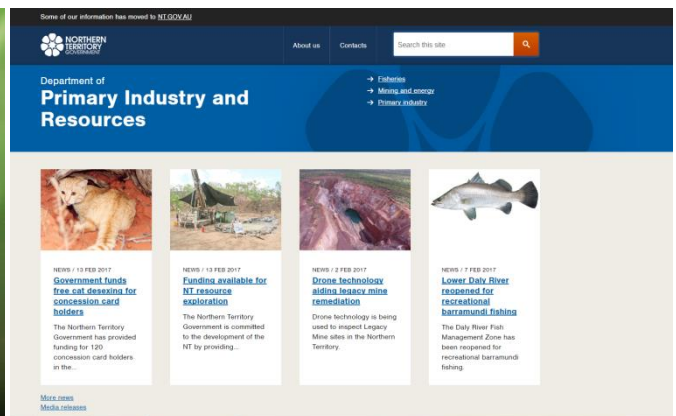 Some of our information has moved to NT.GOV.AU
NORTHERN
TERRITORY
GOVERNMENT
About us
Contacts
Search this site
Department of
Primary Industry and
Resources
→ Fisheries
→ Mining and energy
→ Primary industry
NEWS / 13 FEB 2017
Government funds
free cat desexing for
concession card
holders
The Northern Territory
Government has provided
funding for 120
concession card holders
in the...
NEWS / 13 FEB 2017
Funding available for
NT resource
exploration
The Northern Territory
Government is committed
to the development of the
NT by providing...
NEWS / 2 FEB 2017
Drone technology
aiding legacy mine
remediation
Drone technology is being
used to inspect Legacy
Mine sites in the Northern
Territory.
NEWS / 7 FEB 2017
Lower Daly River
reopened for
recreational
barramundi fishing
The Daly River Fish
Management Zone has
been reopened for
recreational barramundi
fishing.
More news
Media releases